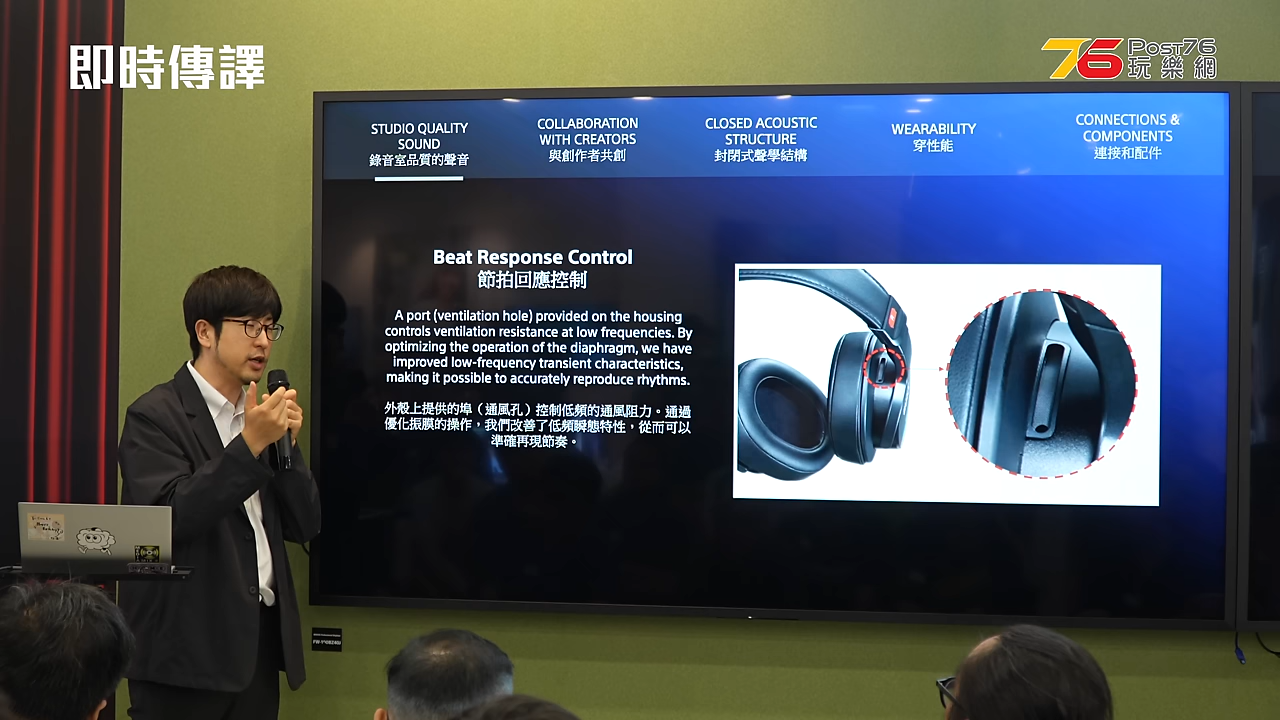 即時傳譯
76 POST76
玩樂網
STUDIO QUALITY
SOUND
錄音室品質的聲音
COLLABORATION
WITH CREATORS
與創作者共創
CLOSED ACOUSTIC
STRUCTURE
封閉式聲學結構
WEARABILITY
穿性能
CONNECTIONS &
COMPONENTS
連接和配件
Beat Response Control
節拍回應控制
A port (ventilation hole) provided on the housing
controls ventilation resistance at low frequencies. By
optimizing the operation of the diaphragm, we have
improved low-frequency transient characteristics,
making it possible to accurately reproduce rhythms.
外殼上提供的埠（通風孔）控制低頻的通風阻力。通過
優化振膜的操作，我們改善了低頻瞬態特性，從而可以
準確再現節奏。